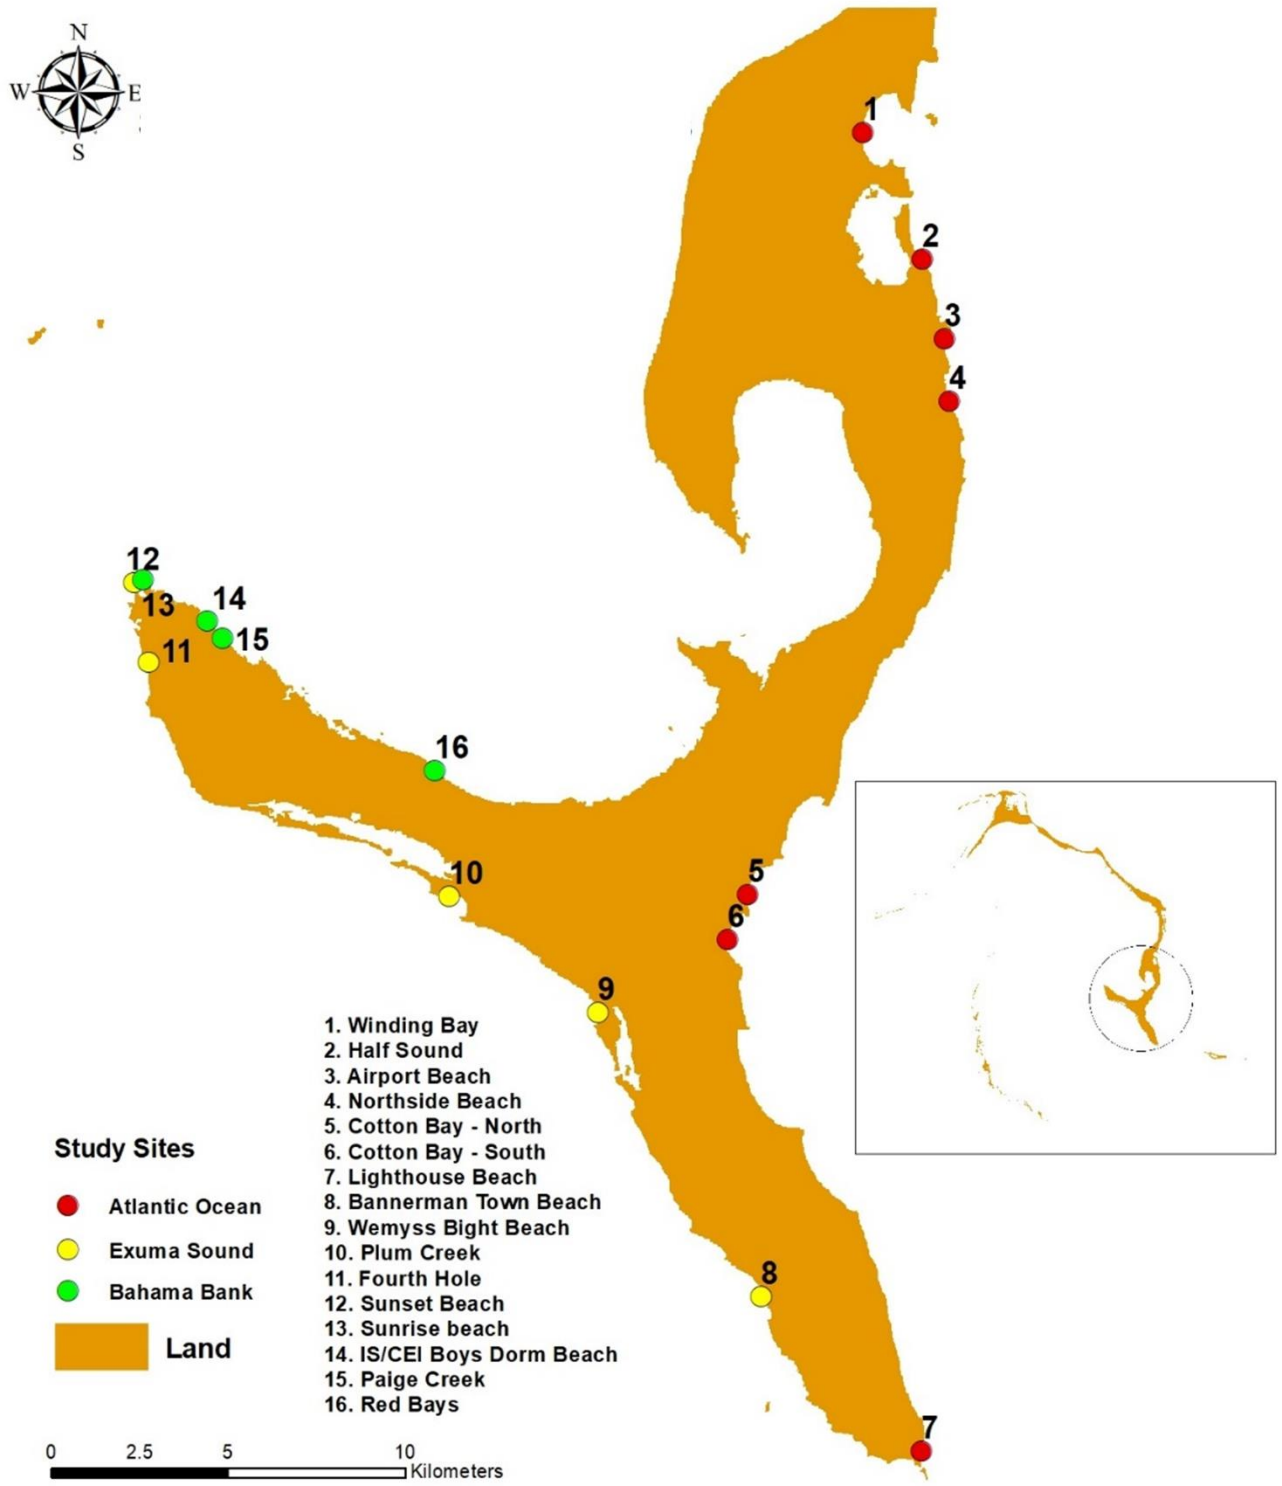 N
W E
S
1
2
3
4
12
13
14
15
11
16
10
5
6
9
8
7
1. Winding Bay
2. Half Sound
3. Airport Beach
4. Northside Beach
5. Cotton Bay - North
6. Cotton Bay - South
7. Lighthouse Beach
8. Bannerman Town Beach
9. Wemyss Bight Beach
10. Plum Creek
11. Fourth Hole
12. Sunset Beach
13. Sunrise beach
14. IS/CEI Boys Dorm Beach
15. Paige Creek
16. Red Bays
Study Sites
Atlantic Ocean
Exuma Sound
Bahama Bank
Land
0 2.5 5 10
Kilometers